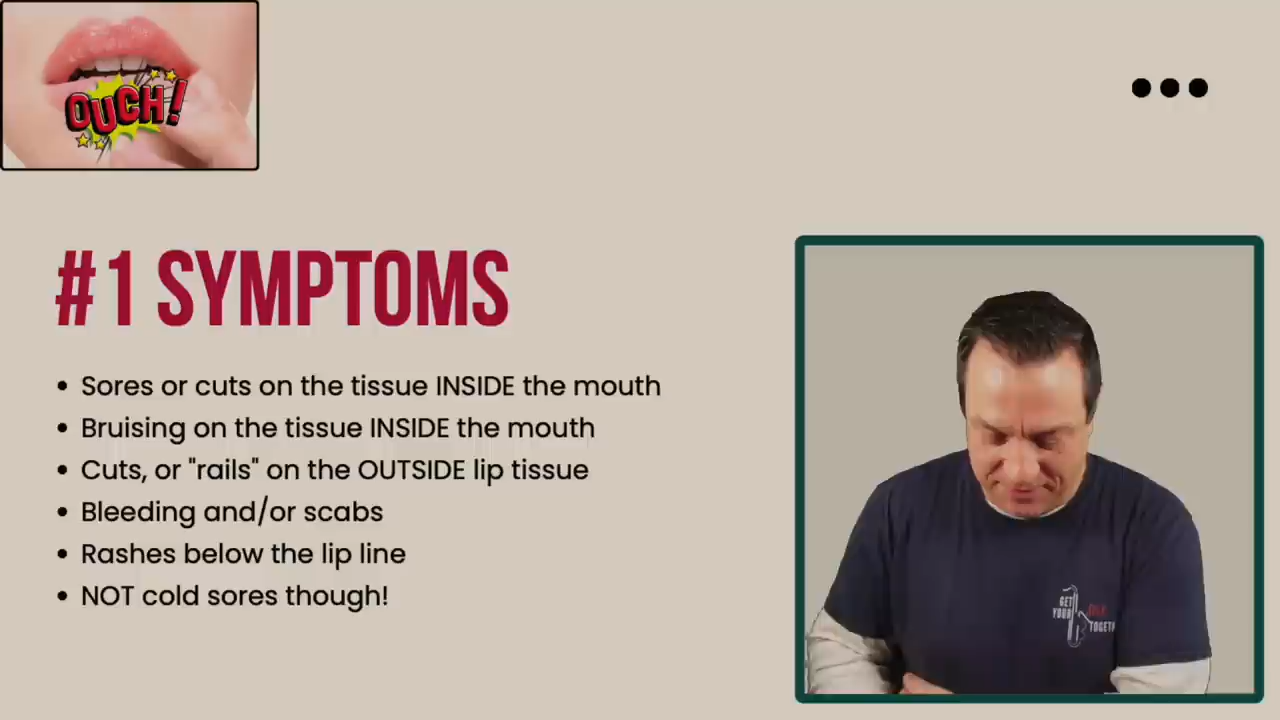 OUCH!
#1 SYMPTOMS
• Sores or cuts on the tissue INSIDE the mouth
• Bruising on the tissue INSIDE the mouth
• Cuts, or "rails" on the OUTSIDE lip tissue
• Bleeding and/or scabs
• Rashes below the lip line
• NOT cold sores though!
GET
YOUR
TOGETHER